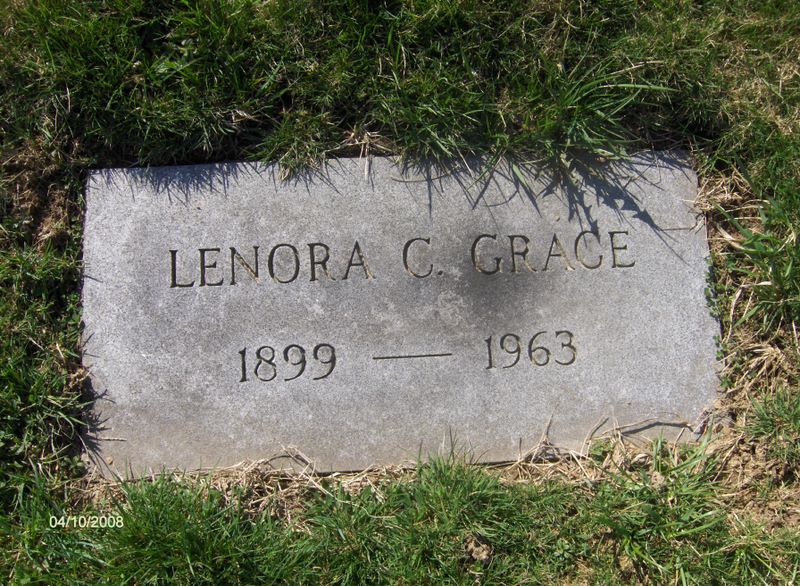 LENORA C. GRACE
1899 — 1963
04/10/2008